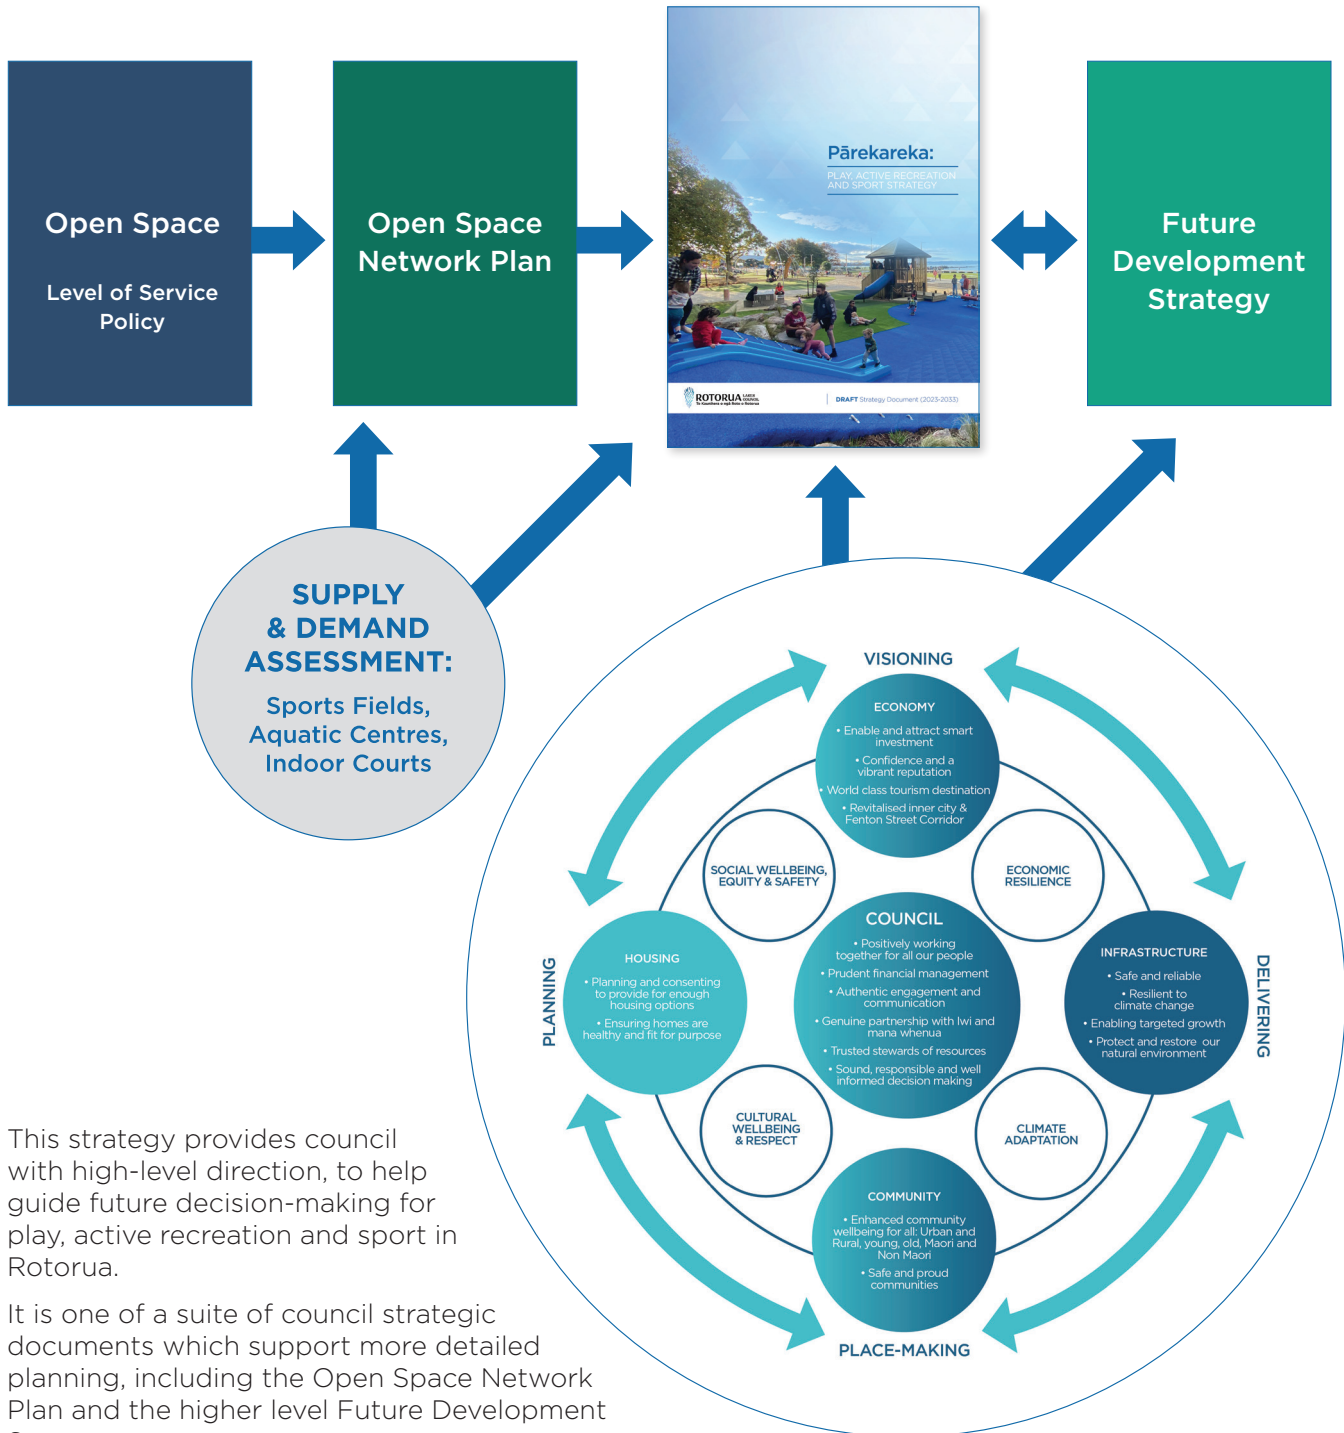 Open Space
Level of Service
Policy
Open Space
Network Plan
Pārekareka:
PLAY, ACTIVE RECREATION
AND SPORT STRATEGY
ROTORUA LAKES
COUNCIL
Te Kaunihera o ngā Roto o Rotorua
DRAFT Strategy Document (2023-2033)
Future
Development
Strategy
SUPPLY
& DEMAND
ASSESSMENT:
Sports Fields,
Aquatic Centres,
Indoor Courts
VISIONING
ECONOMY
• Enable and attract smart
investment
• Confidence and a
vibrant reputation
• World class tourism destination
• Revitalised inner city &
Fenton Street Corridor
SOCIAL WELLBEING,
EQUITY & SAFETY
ECONOMIC
RESILIENCE
PLANNING
HOUSING
• Planning and consenting
to provide for enough
housing options
• Ensuring homes are
healthy and fit for purpose
COUNCIL
• Positively working
together for all our people
• Prudent financial management
• Authentic engagement and
communication
• Genuine partnership with Iwi and
mana whenua
• Trusted stewards of resources
• Sound, responsible and well
informed decision making
INFRASTRUCTURE
• Safe and reliable
• Resilient to
climate change
• Enabling targeted growth
• Protect and restore our
natural environment
DELIVERING
CULTURAL
WELLBEING
& RESPECT
CLIMATE
ADAPTATION
COMMUNITY
• Enhanced community
wellbeing for all: Urban and
Rural, young, old, Maori and
Non Maori
• Safe and proud
communities
PLACE-MAKING
This strategy provides council
with high-level direction, to help
guide future decision-making for
play, active recreation and sport in
Rotorua.
It is one of a suite of council strategic
documents which support more detailed
planning, including the Open Space Network
Plan and the higher level Future Development